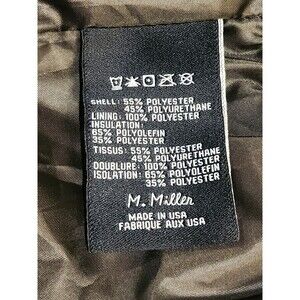 SHELL: 55% POLYESTER
45% POLYURETHANE
LINING: 100% POLYESTER
INSULATION:
65% POLYOLEFIN
35% POLYESTER
TISSUS: 55% POLYESTER
45% POLYURETHANE
DOUBLURE: 100% POLYESTER
ISOLATION: 65% POLYOLEFIN
35% POLYESTER
M. Miller
MADE IN USA
FABRIQUE AUX USA